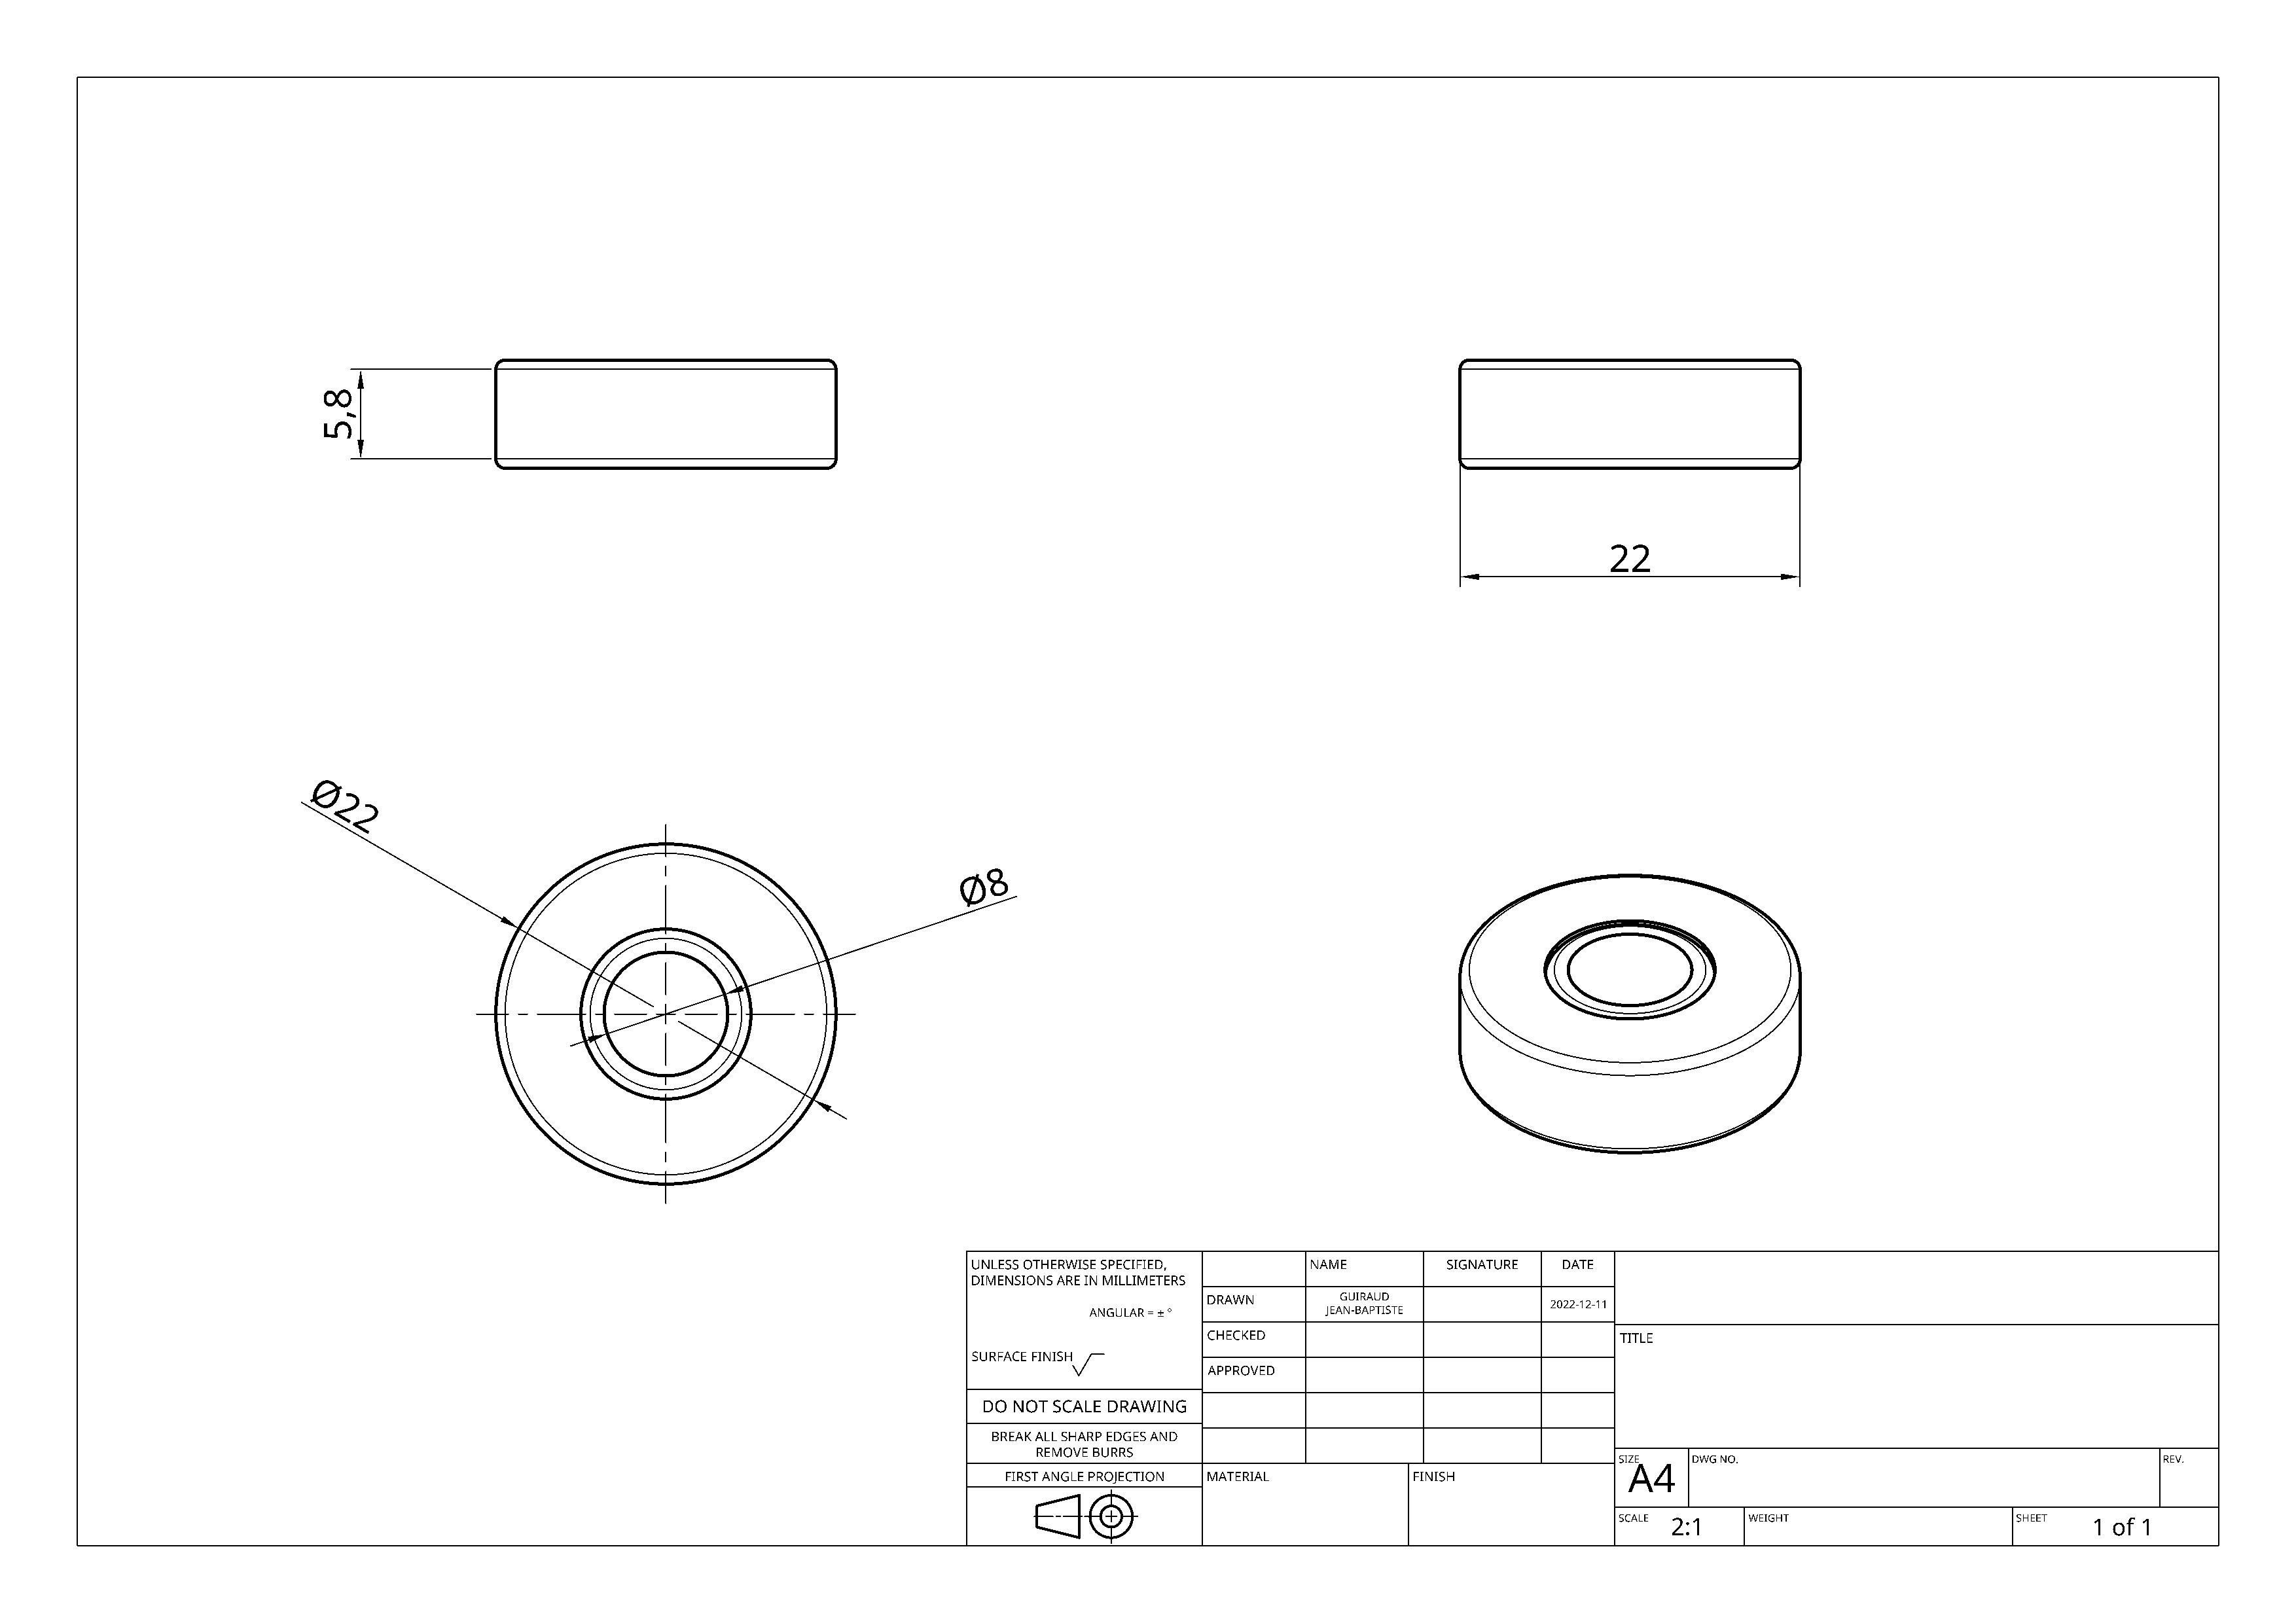 5,8
22
Ø22
Ø8
UNLESS OTHERWISE SPECIFIED,
DIMENSIONS ARE IN MILLIMETERS
ANGULAR = ± °
SURFACE FINISH
DO NOT SCALE DRAWING
BREAK ALL SHARP EDGES AND
REMOVE BURRS
FIRST ANGLE PROJECTION
NAME SIGNATURE DATE
DRAWN GUIRAUD
JEAN-BAPTISTE 2022-12-11
CHECKED
APPROVED
MATERIAL FINISH
TITLE
SIZE A4 DWG NO. REV.
SCALE 2:1 WEIGHT SHEET 1 of 1